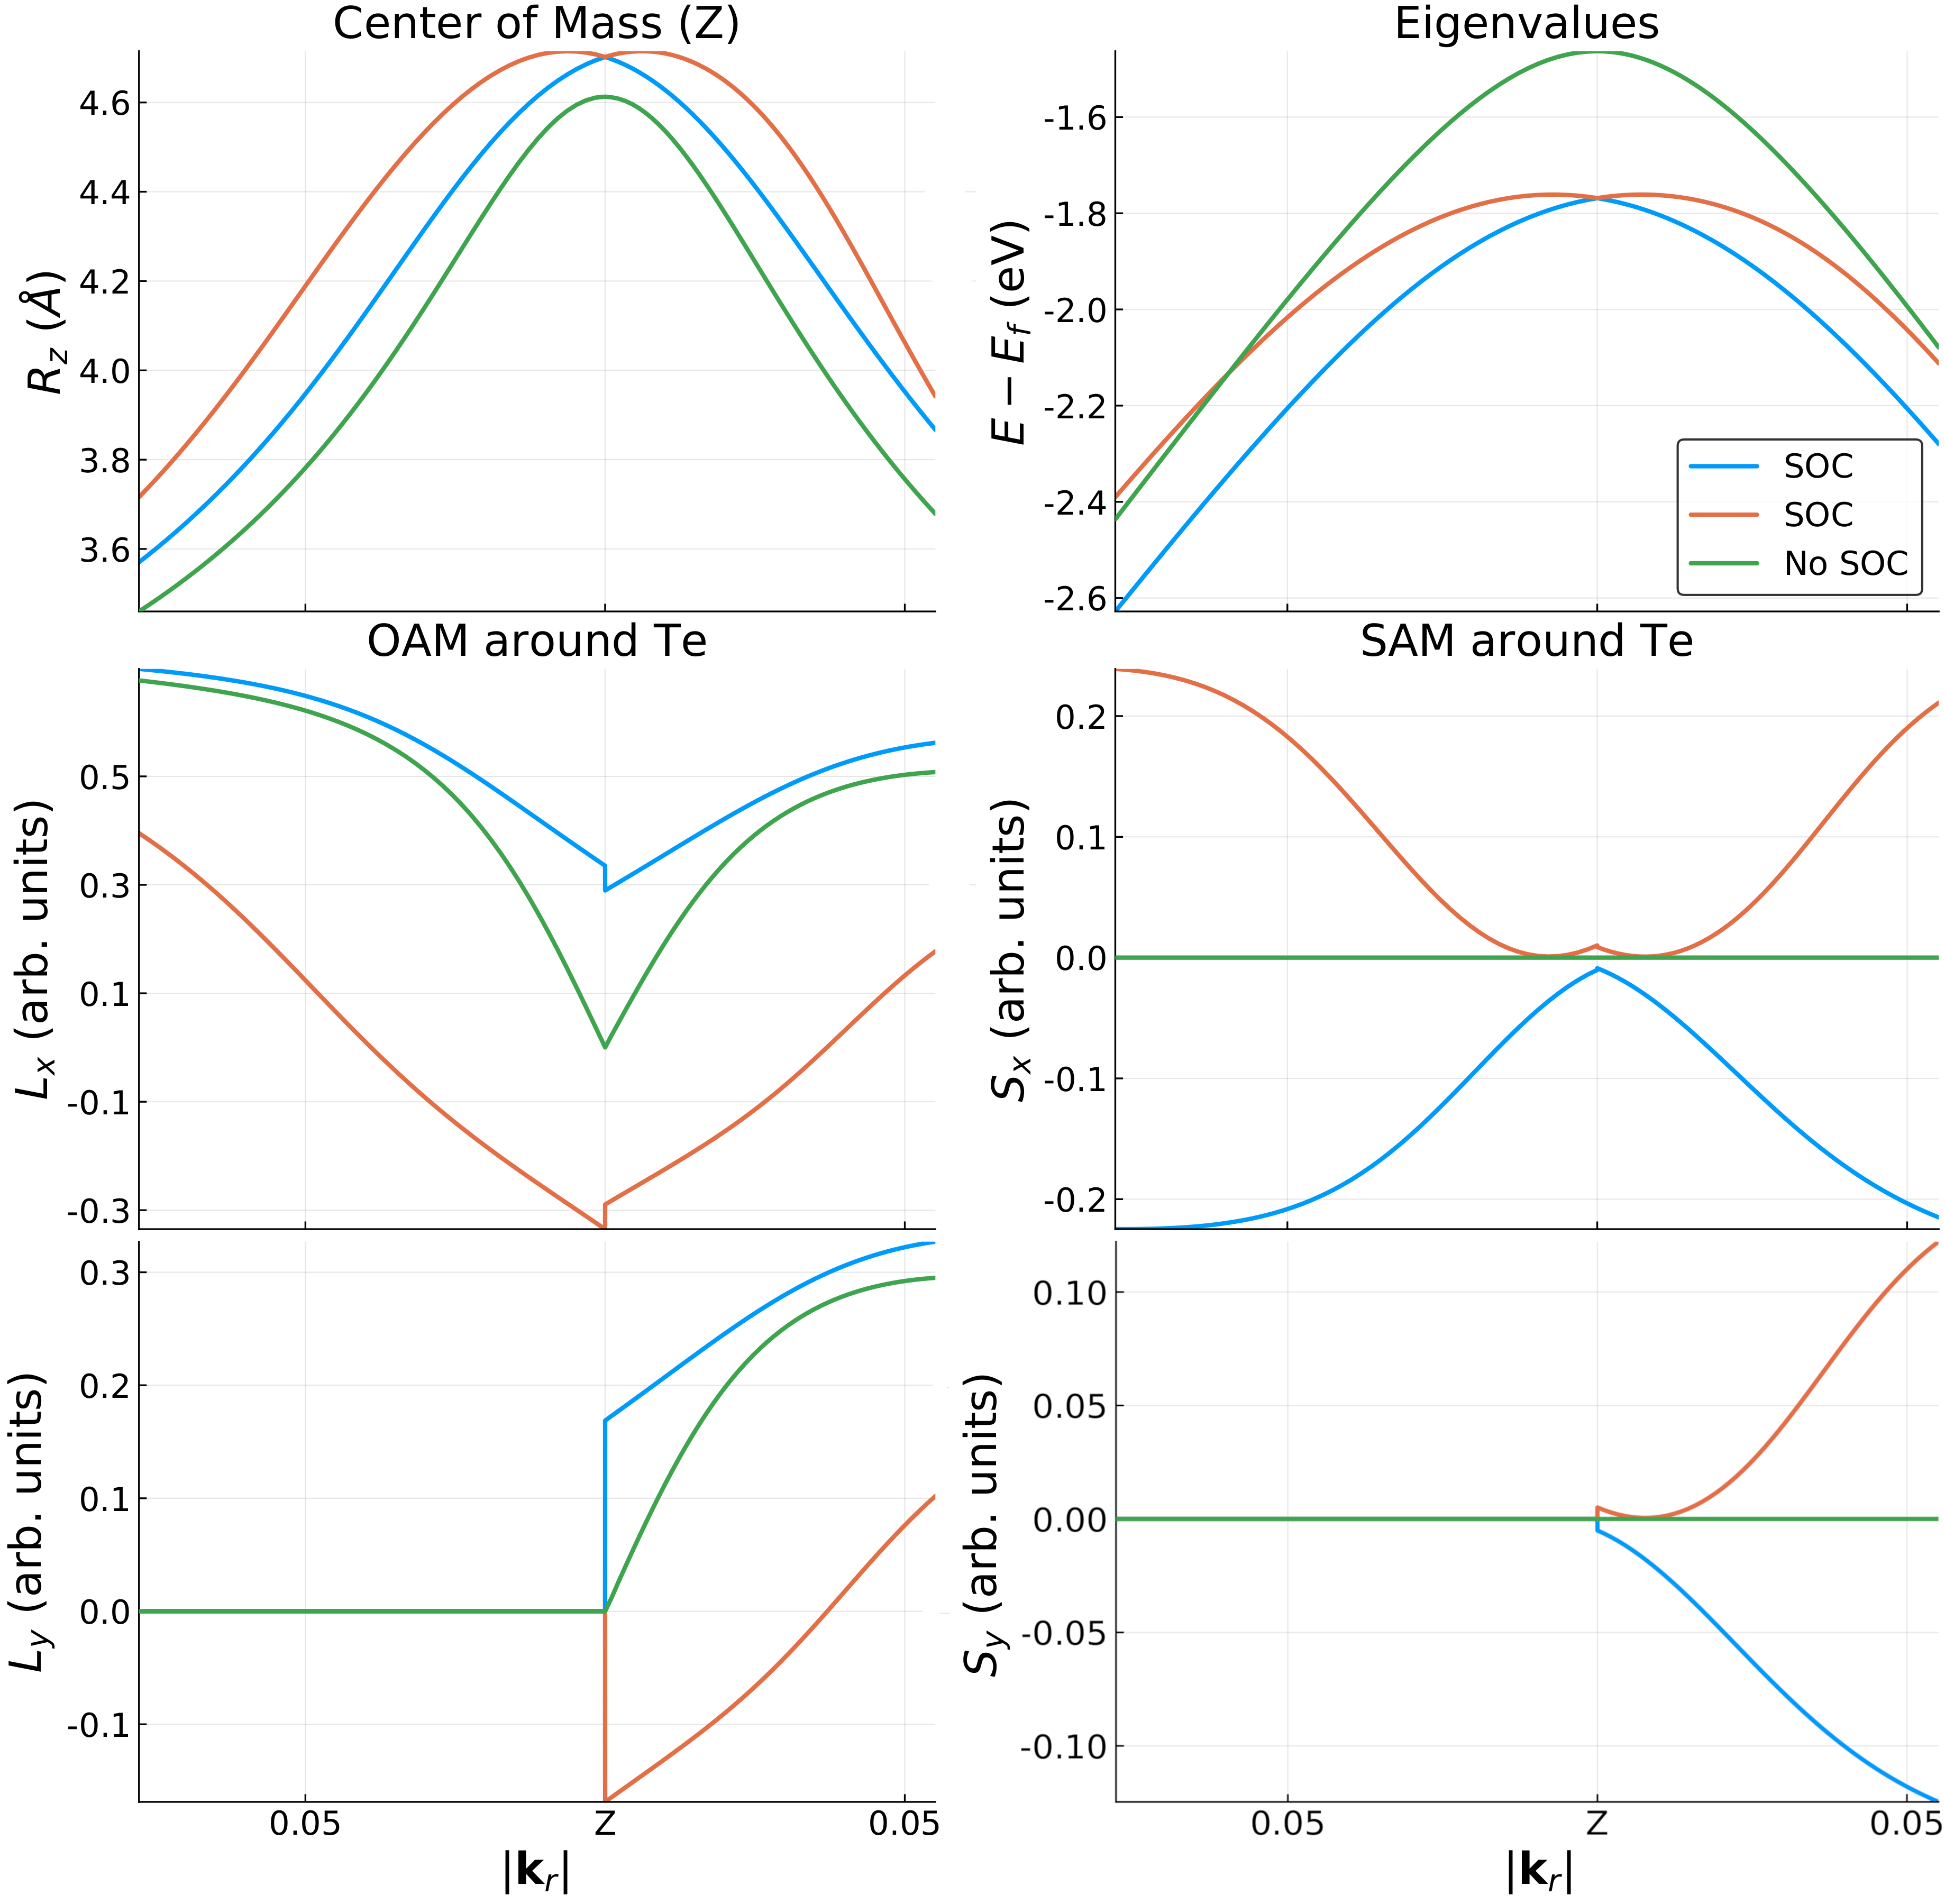 Center of Mass (Z)
4.6
4.4
4.2
4.0
3.8
3.6
R_z (Å)
Eigenvalues
-1.6
-1.8
-2.0
-2.2
-2.4
-2.6
E − E_f (eV)
SOC
SOC
No SOC
OAM around Te
0.5
0.3
0.1
-0.1
-0.3
L_x (arb. units)
SAM around Te
0.2
0.1
0.0
-0.1
-0.2
S_x (arb. units)
0.3
0.2
0.1
0.0
-0.1
L_y (arb. units)
0.05 Z 0.05
|k_r|
0.10
0.05
0.00
-0.05
-0.10
S_y (arb. units)
0.05 Z 0.05
|k_r|